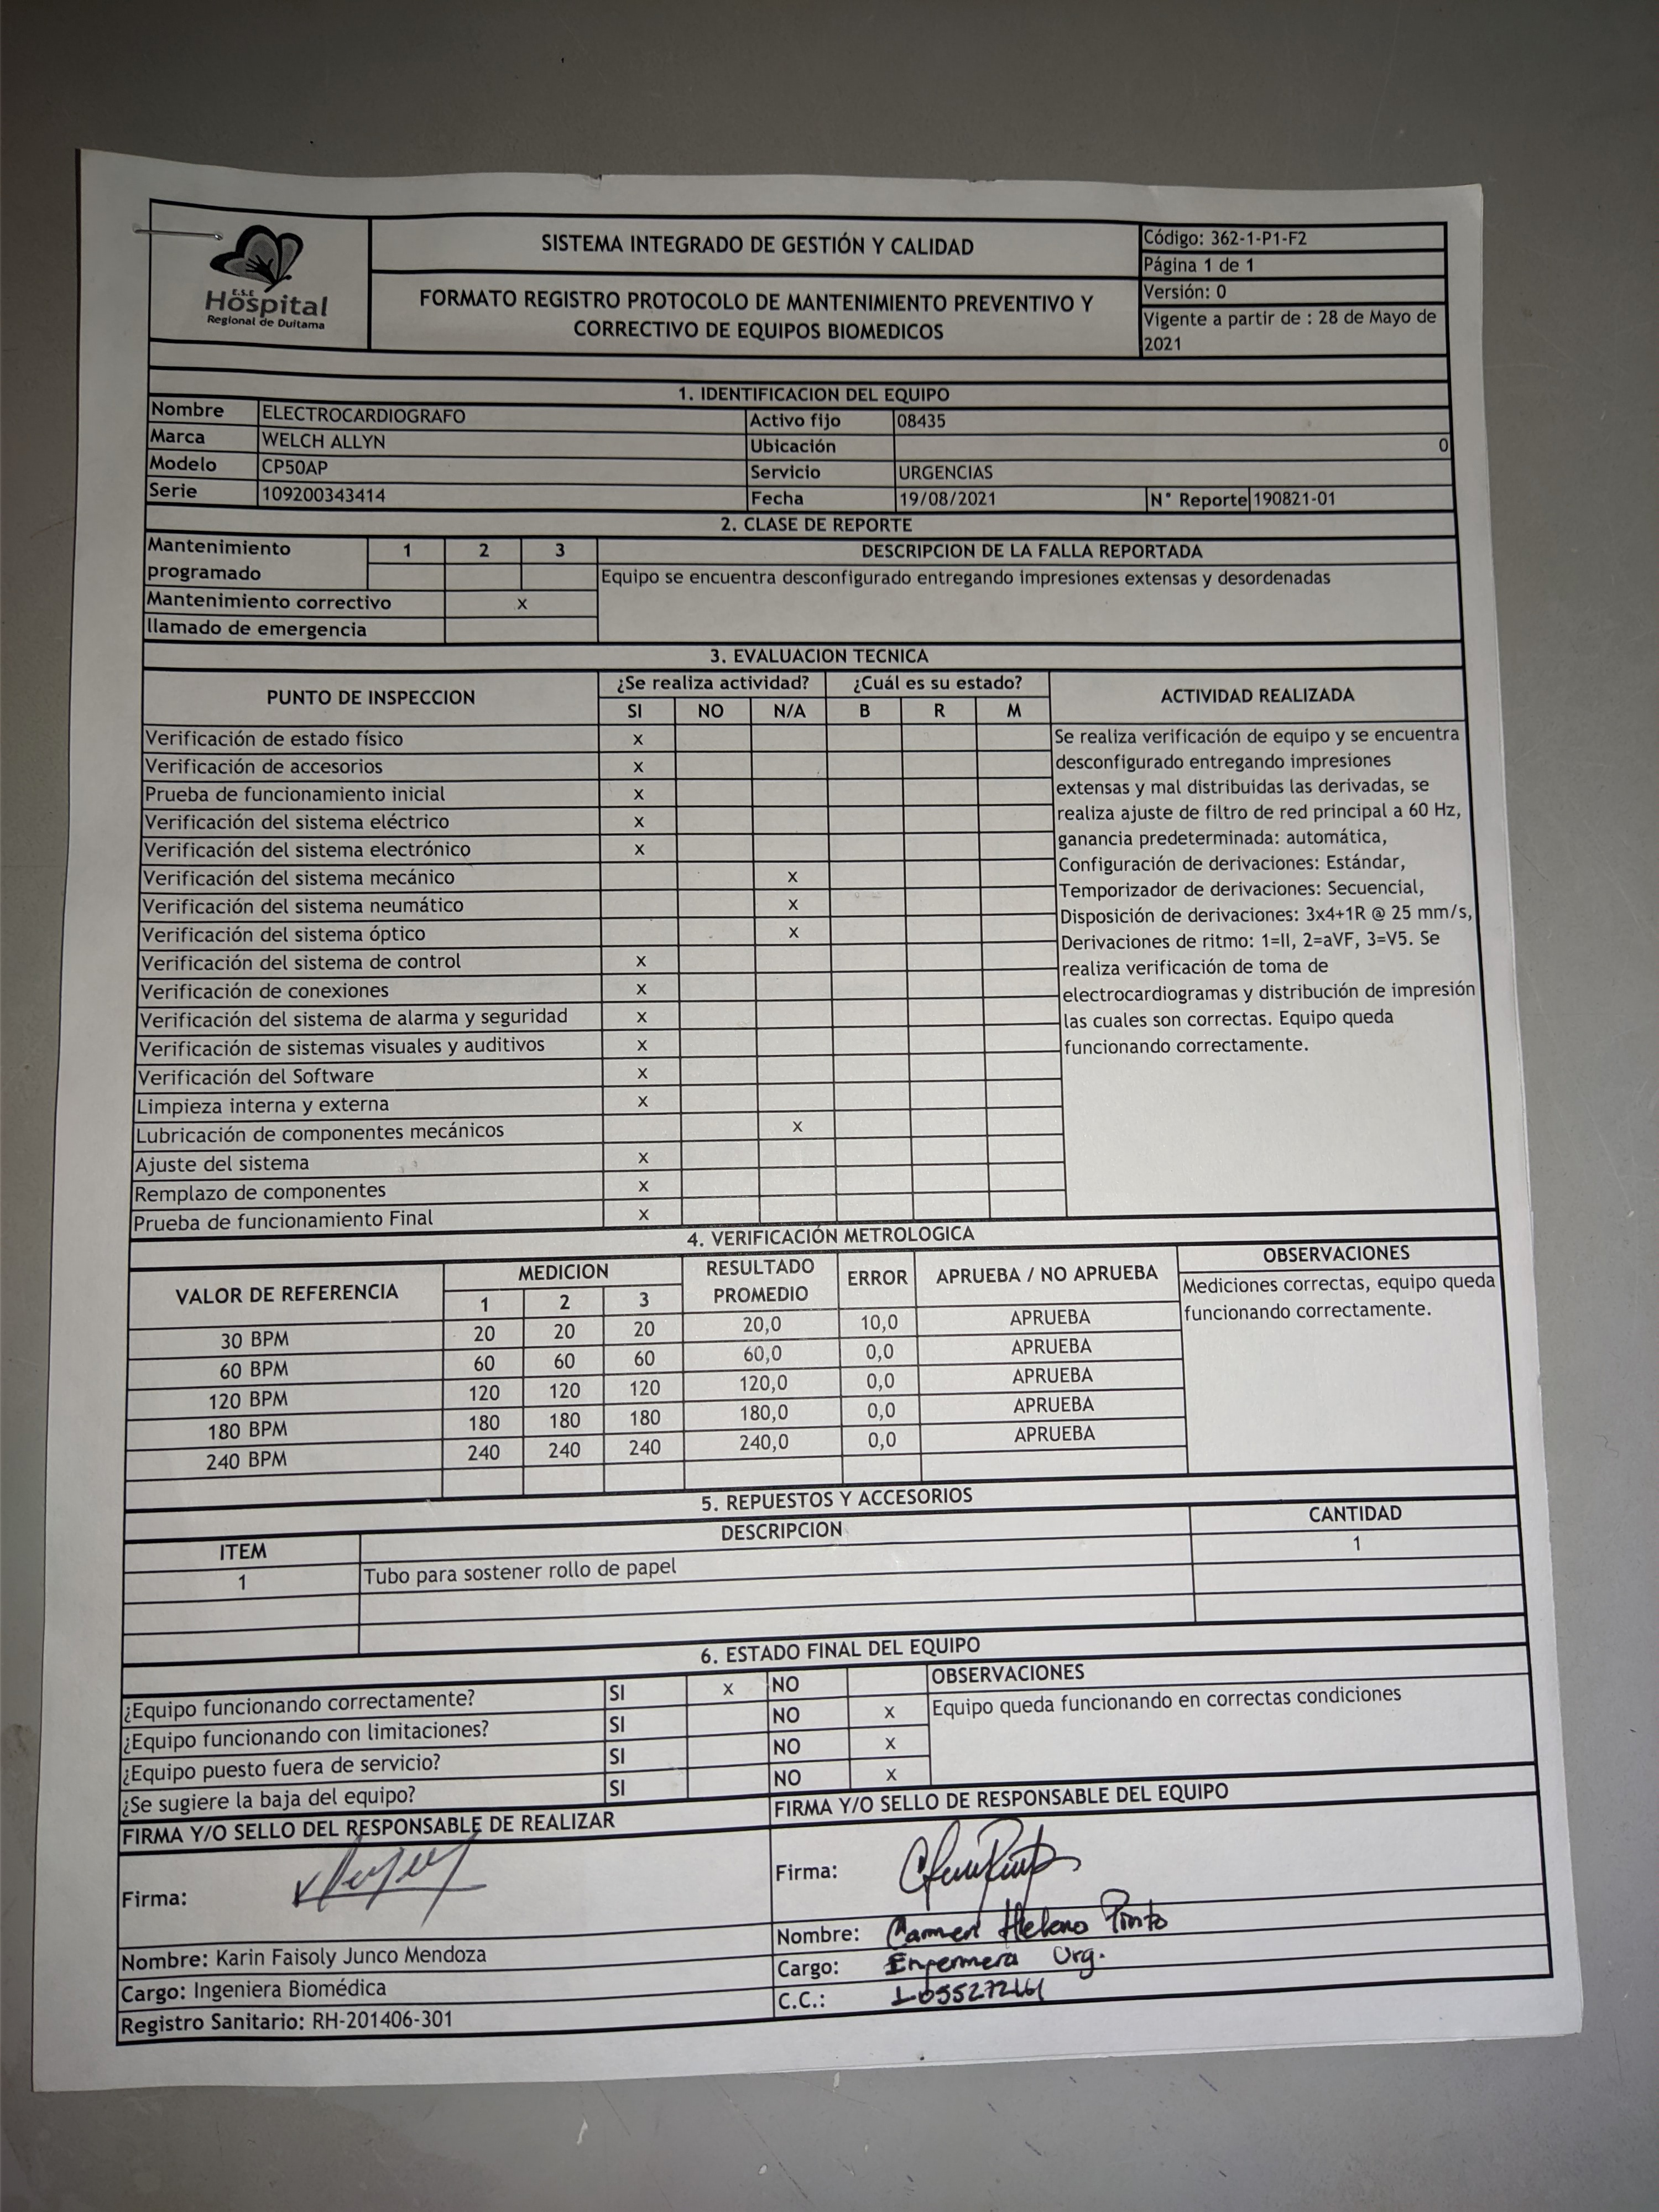 E.S.E
Hospital
Regional de Duitama
SISTEMA INTEGRADO DE GESTIÓN Y CALIDAD
FORMATO REGISTRO PROTOCOLO DE MANTENIMIENTO PREVENTIVO Y
CORRECTIVO DE EQUIPOS BIOMEDICOS
Código: 362-1-P1-F2
Página 1 de 1
Versión: 0
Vigente a partir de : 28 de Mayo de
2021
1. IDENTIFICACION DEL EQUIPO
Nombre ELECTROCARDIOGRAFO Activo fijo 08435
Marca WELCH ALLYN Ubicación 0
Modelo CP50AP Servicio URGENCIAS
Serie 109200343414 Fecha 19/08/2021 N° Reporte 190821-01
2. CLASE DE REPORTE
Mantenimiento
programado
1 2 3
Mantenimiento correctivo x
llamado de emergencia
DESCRIPCION DE LA FALLA REPORTADA
Equipo se encuentra desconfigurado entregando impresiones extensas y desordenadas
3. EVALUACION TECNICA
PUNTO DE INSPECCION ¿Se realiza actividad? ¿Cuál es su estado? ACTIVIDAD REALIZADA
SI NO N/A B R M
Verificación de estado físico x
Verificación de accesorios x
Prueba de funcionamiento inicial x
Verificación del sistema eléctrico x
Verificación del sistema electrónico x
Verificación del sistema mecánico x
Verificación del sistema neumático x
Verificación del sistema óptico x
Verificación del sistema de control x
Verificación de conexiones x
Verificación del sistema de alarma y seguridad x
Verificación de sistemas visuales y auditivos x
Verificación del Software x
Limpieza interna y externa x
Lubricación de componentes mecánicos x
Ajuste del sistema x
Remplazo de componentes x
Prueba de funcionamiento Final x
Se realiza verificación de equipo y se encuentra
desconfigurado entregando impresiones
extensas y mal distribuidas las derivadas, se
realiza ajuste de filtro de red principal a 60 Hz,
ganancia predeterminada: automática,
Configuración de derivaciones: Estándar,
Temporizador de derivaciones: Secuencial,
Disposición de derivaciones: 3x4+1R @ 25 mm/s,
Derivaciones de ritmo: 1=II, 2=aVF, 3=V5. Se
realiza verificación de toma de
electrocardiogramas y distribución de impresión
las cuales son correctas. Equipo queda
funcionando correctamente.
4. VERIFICACIÓN METROLOGICA
VALOR DE REFERENCIA MEDICION RESULTADO PROMEDIO ERROR APRUEBA / NO APRUEBA OBSERVACIONES
1 2 3
30 BPM 20 20 20 20,0 10,0 APRUEBA
60 BPM 60 60 60 60,0 0,0 APRUEBA
120 BPM 120 120 120 120,0 0,0 APRUEBA
180 BPM 180 180 180 180,0 0,0 APRUEBA
240 BPM 240 240 240 240,0 0,0 APRUEBA
Mediciones correctas, equipo queda
funcionando correctamente.
5. REPUESTOS Y ACCESORIOS
ITEM DESCRIPCION CANTIDAD
1 Tubo para sostener rollo de papel 1
6. ESTADO FINAL DEL EQUIPO
¿Equipo funcionando correctamente? SI x NO
¿Equipo funcionando con limitaciones? SI NO x
¿Equipo puesto fuera de servicio? SI NO x
¿Se sugiere la baja del equipo? SI NO x
OBSERVACIONES
Equipo queda funcionando en correctas condiciones
FIRMA Y/O SELLO DEL RESPONSABLE DE REALIZAR
Firma:
Nombre: Karin Faisoly Junco Mendoza
Cargo: Ingeniera Biomédica
Registro Sanitario: RH-201406-301
FIRMA Y/O SELLO DE RESPONSABLE DEL EQUIPO
Firma:
Nombre: Carmen Helena Pinto
Cargo: Enfermera Urg.
C.C.: